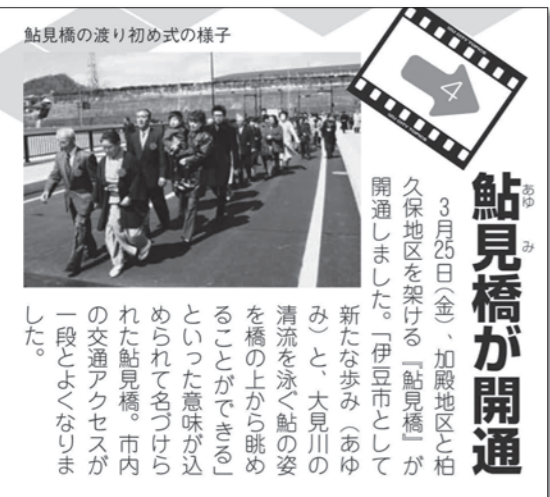 鮎見橋の渡り初め式の様子
4
鮎見橋が開通
あゆ み
3月25日(金)、加殿地区と柏
久保地区を架ける『鮎見橋』が
開通しました。「伊豆市として
新たな歩み(あゆ
み)と、大見川の
清流を泳ぐ鮎の姿
を橋の上から眺め
ることができる」
といった意味が込
められて名づけら
れた鮎見橋。市内
の交通アクセスが
一段とよくなりま
した。